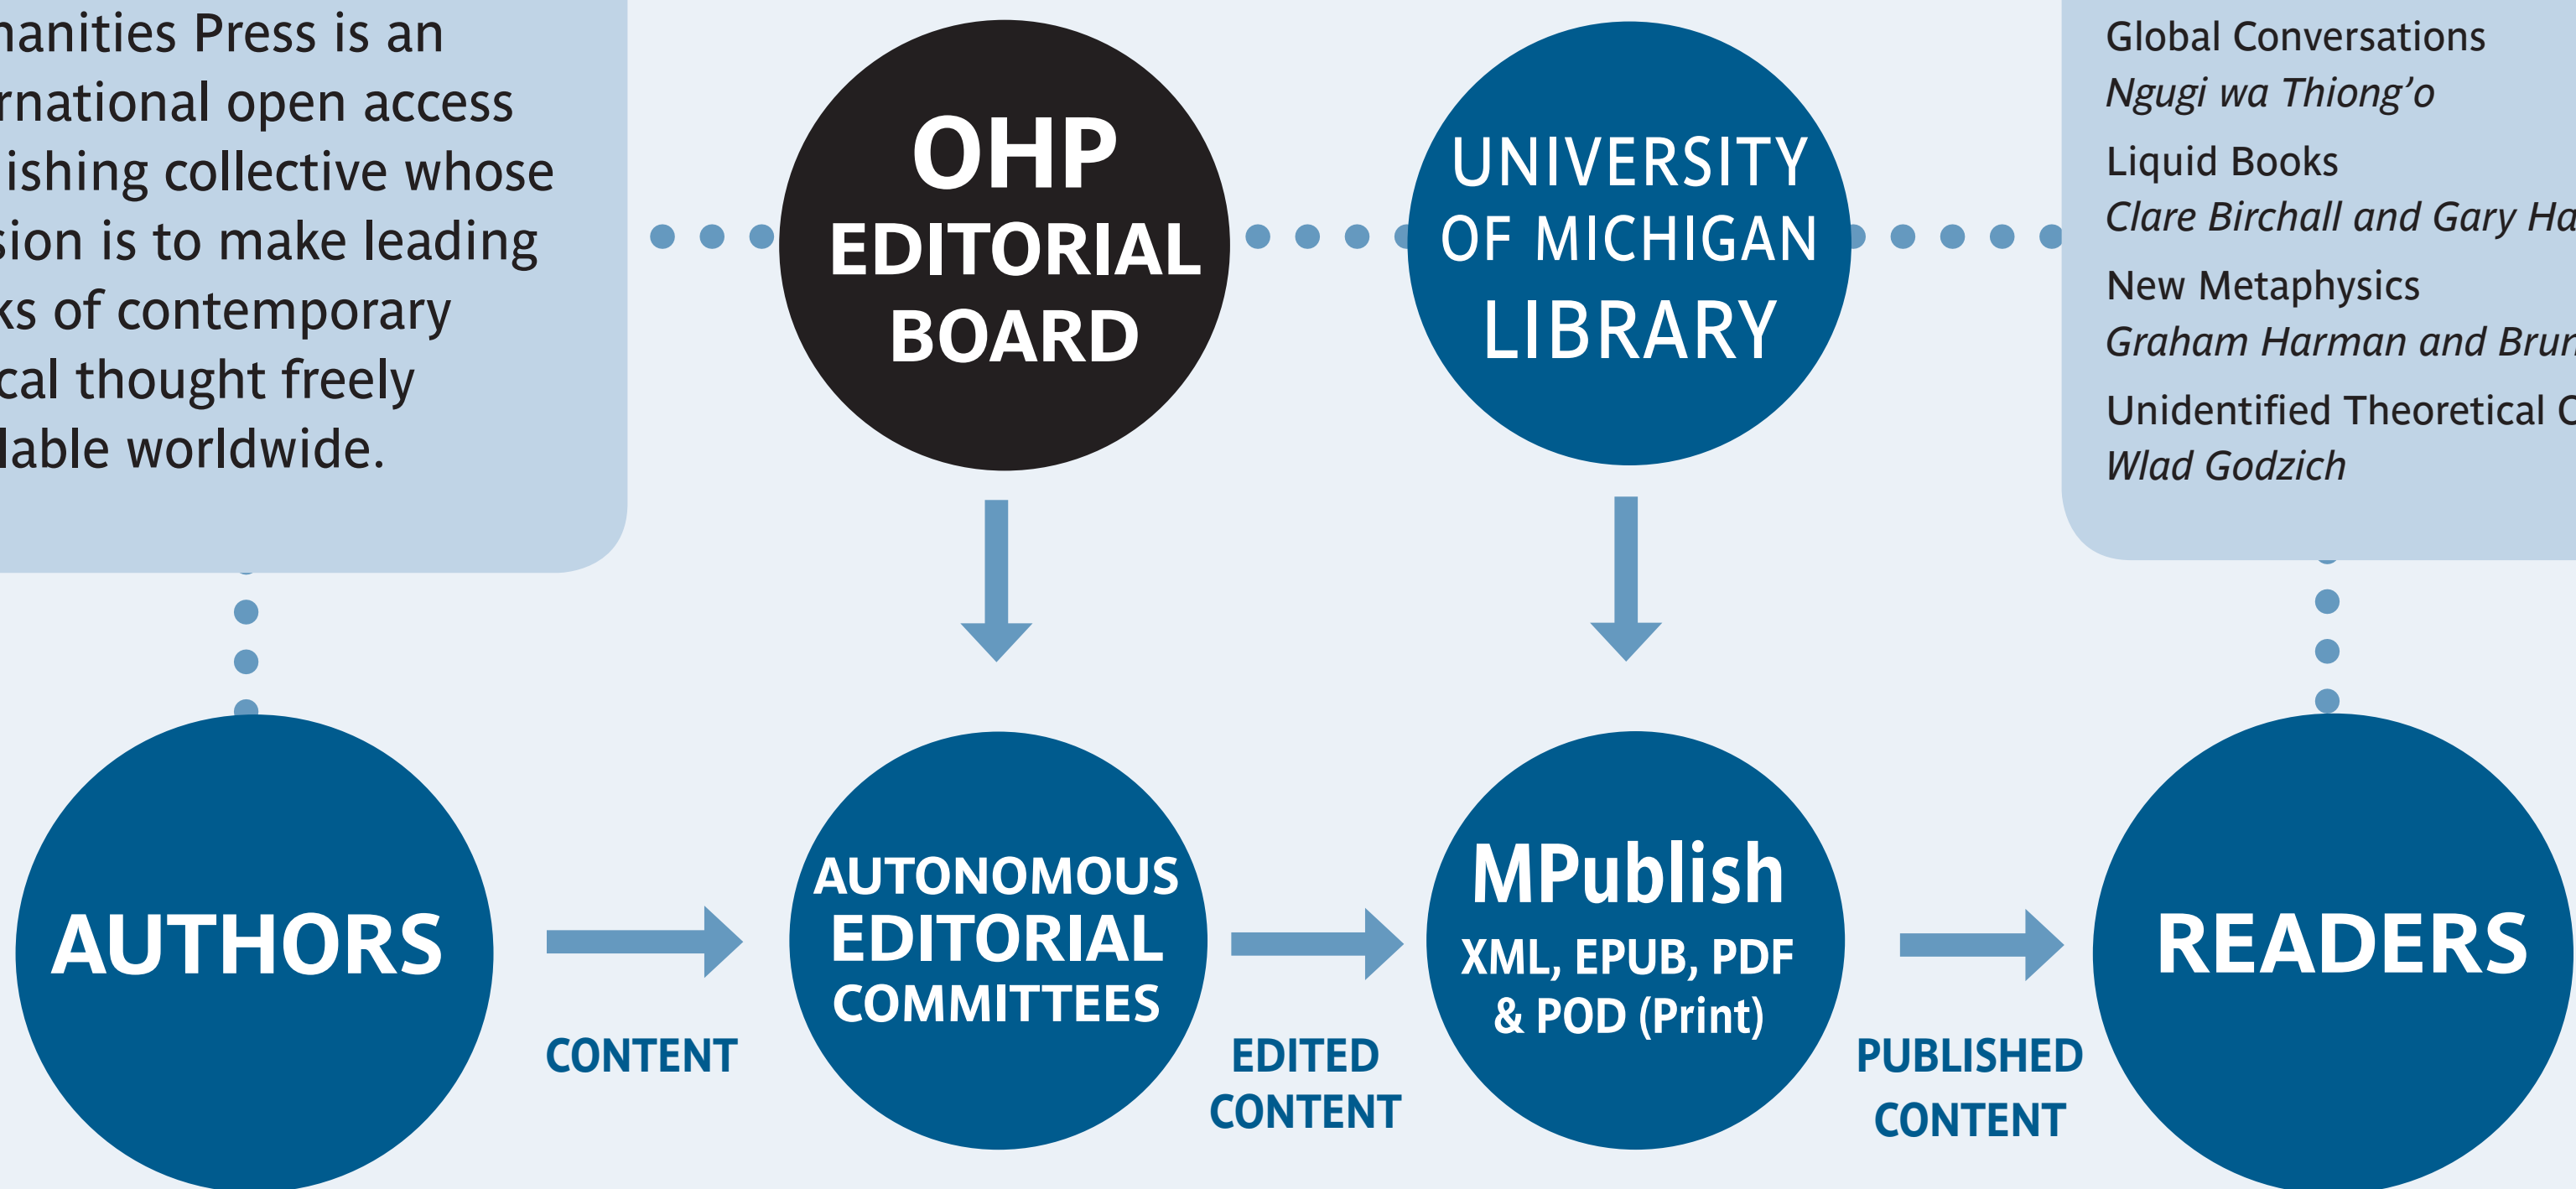 manities Press is an
rnational open access
ishing collective whose
sion is to make leading
ks of contemporary
cal thought freely
lable worldwide.
OHP
EDITORIAL
BOARD
UNIVERSITY
OF MICHIGAN
LIBRARY
Global Conversations
Ngugi wa Thiong’o
Liquid Books
Clare Birchall and Gary Ha
New Metaphysics
Graham Harman and Brun
Unidentified Theoretical O
Wlad Godzich
AUTHORS
CONTENT
AUTONOMOUS
EDITORIAL
COMMITTEES
EDITED
CONTENT
MPublish
XML, EPUB, PDF
& POD (Print)
PUBLISHED
CONTENT
READERS